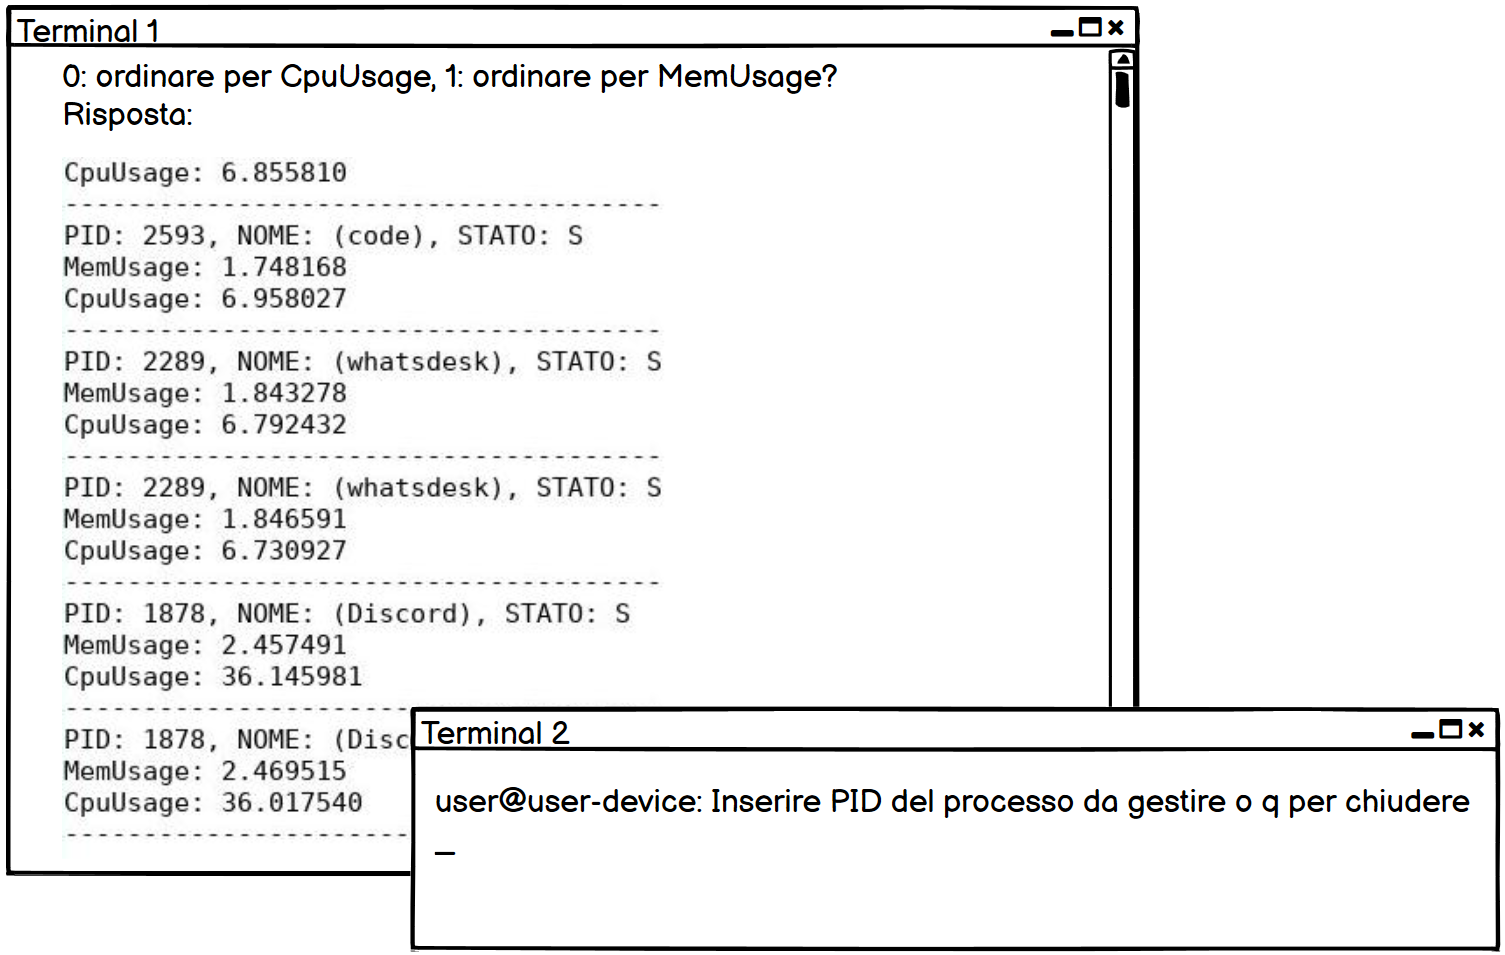 Terminal 1
0: ordinare per CpuUsage, 1: ordinare per MemUsage?
Risposta:
CpuUsage: 6.855810
--------------------------------------
PID: 2593, NOME: (code), STATO: S
MemUsage: 1.748168
CpuUsage: 6.958027
--------------------------------------
PID: 2289, NOME: (whatsdesk), STATO: S
MemUsage: 1.843278
CpuUsage: 6.792432
--------------------------------------
PID: 2289, NOME: (whatsdesk), STATO: S
MemUsage: 1.846591
CpuUsage: 6.730927
--------------------------------------
PID: 1878, NOME: (Discord), STATO: S
MemUsage: 2.457491
CpuUsage: 36.145981
----------------------
PID: 1878, NOME: (Disc
MemUsage: 2.469515
CpuUsage: 36.017540
----------------------
Terminal 2
user@user-device: Inserire PID del processo da gestire o q per chiudere
_